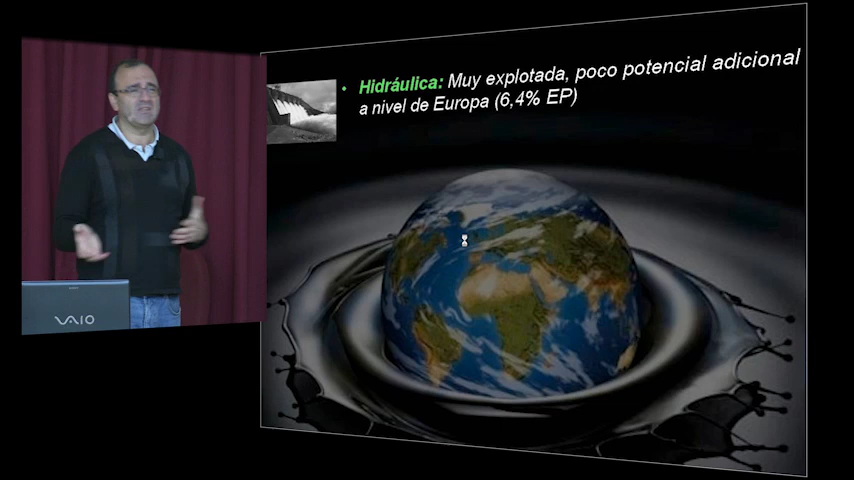 • Hidráulica: Muy explotada, poco potencial adicional
a nivel de Europa (6,4% EP)
VAIO